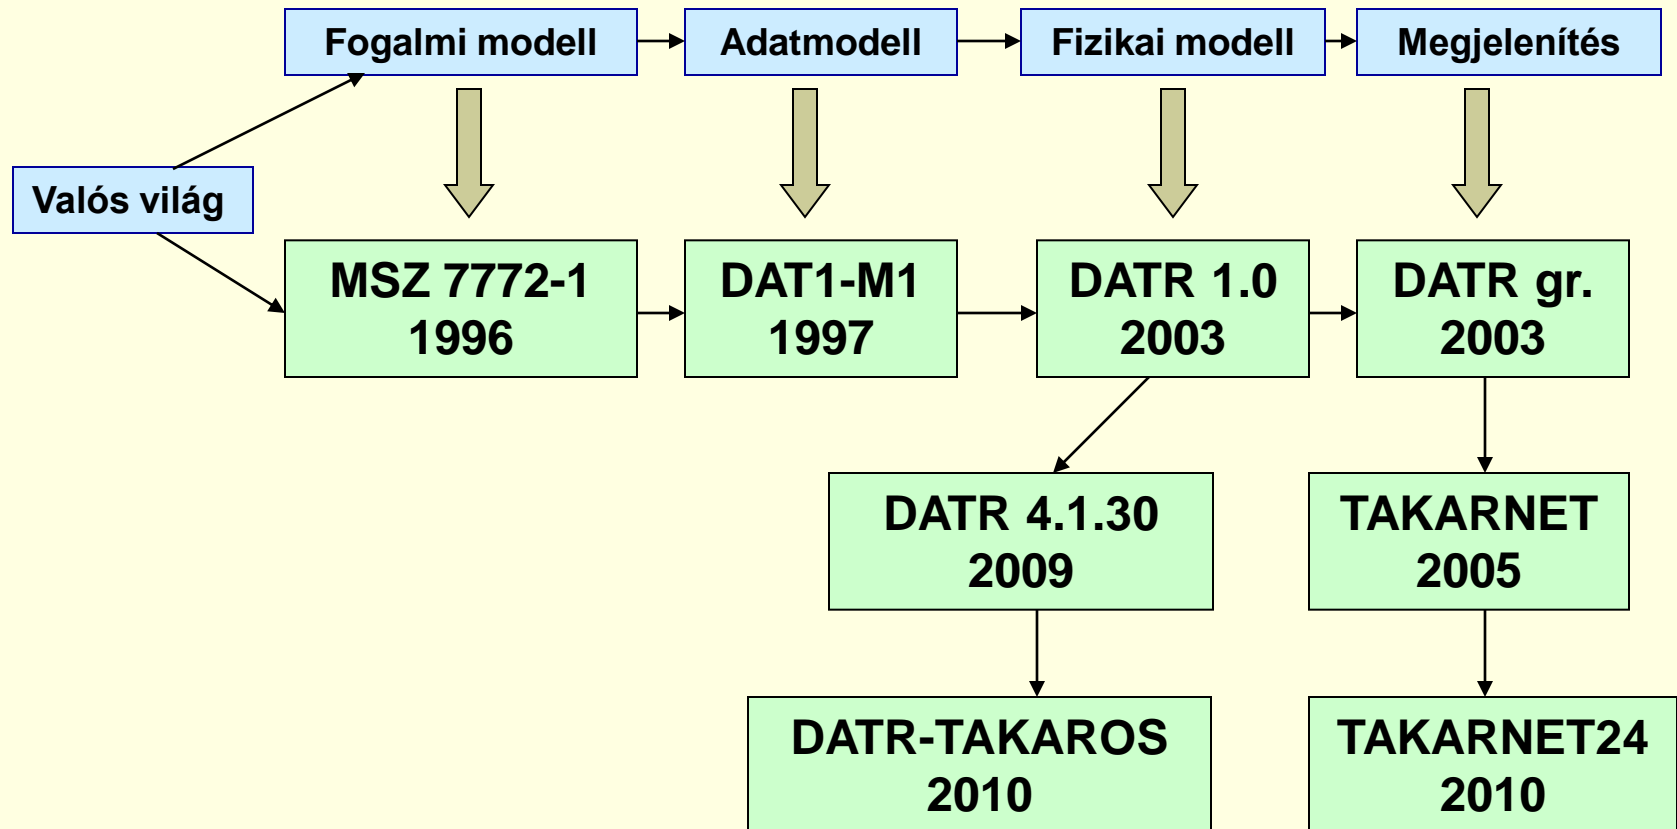 Fogalmi modell
Adatmodell
Fizikai modell
Megjelenítés
Valós világ
MSZ 7772-1
1996
DAT1-M1
1997
DATR 1.0
2003
DATR gr.
2003
DATR 4.1.30
2009
TAKARNET
2005
DATR-TAKAROS
2010
TAKARNET24
2010